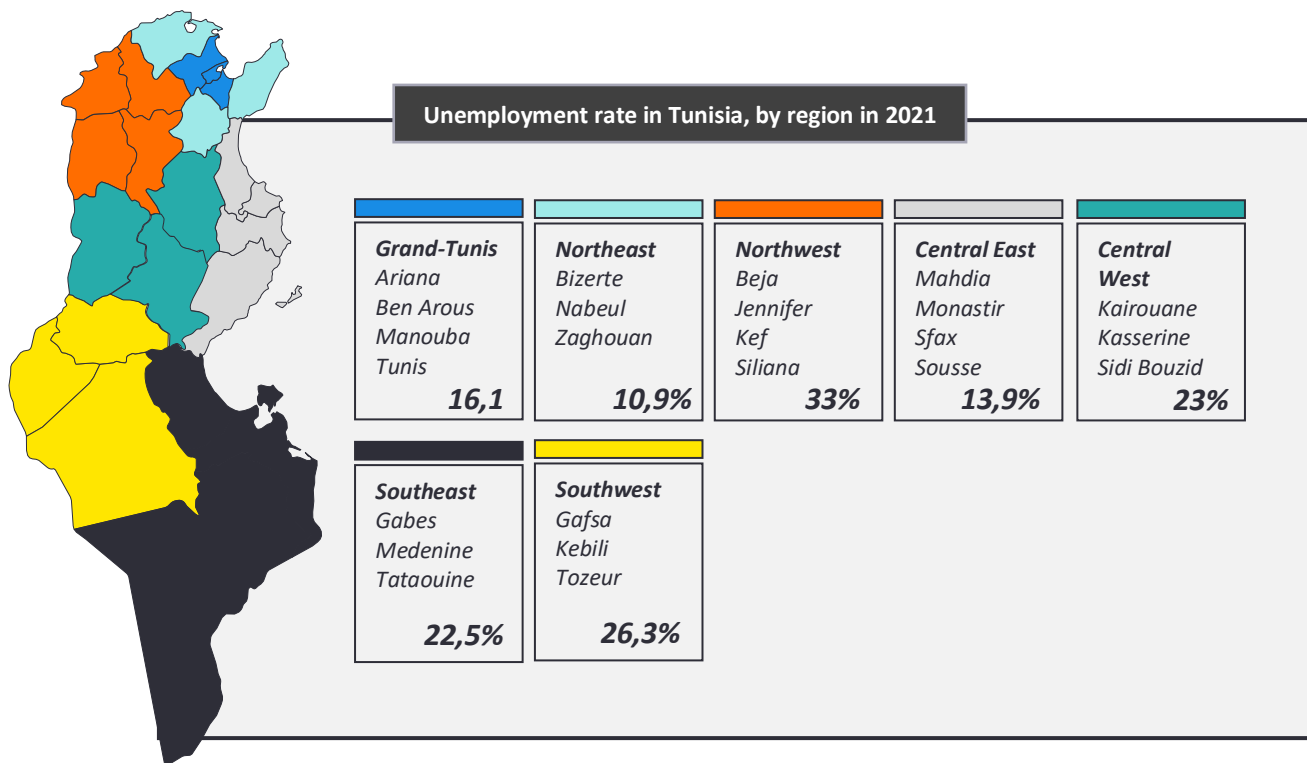 Unemployment rate in Tunisia, by region in 2021
Grand-Tunis
Ariana
Ben Arous
Manouba
Tunis
16,1
Northeast
Bizerte
Nabeul
Zaghouan
10,9%
Northwest
Beja
Jennifer
Kef
Siliana
33%
Central East
Mahdia
Monastir
Sfax
Sousse
13,9%
Central
West
Kairouane
Kasserine
Sidi Bouzid
23%
Southeast
Gabes
Medenine
Tataouine
22,5%
Southwest
Gafsa
Kebili
Tozeur
26,3%